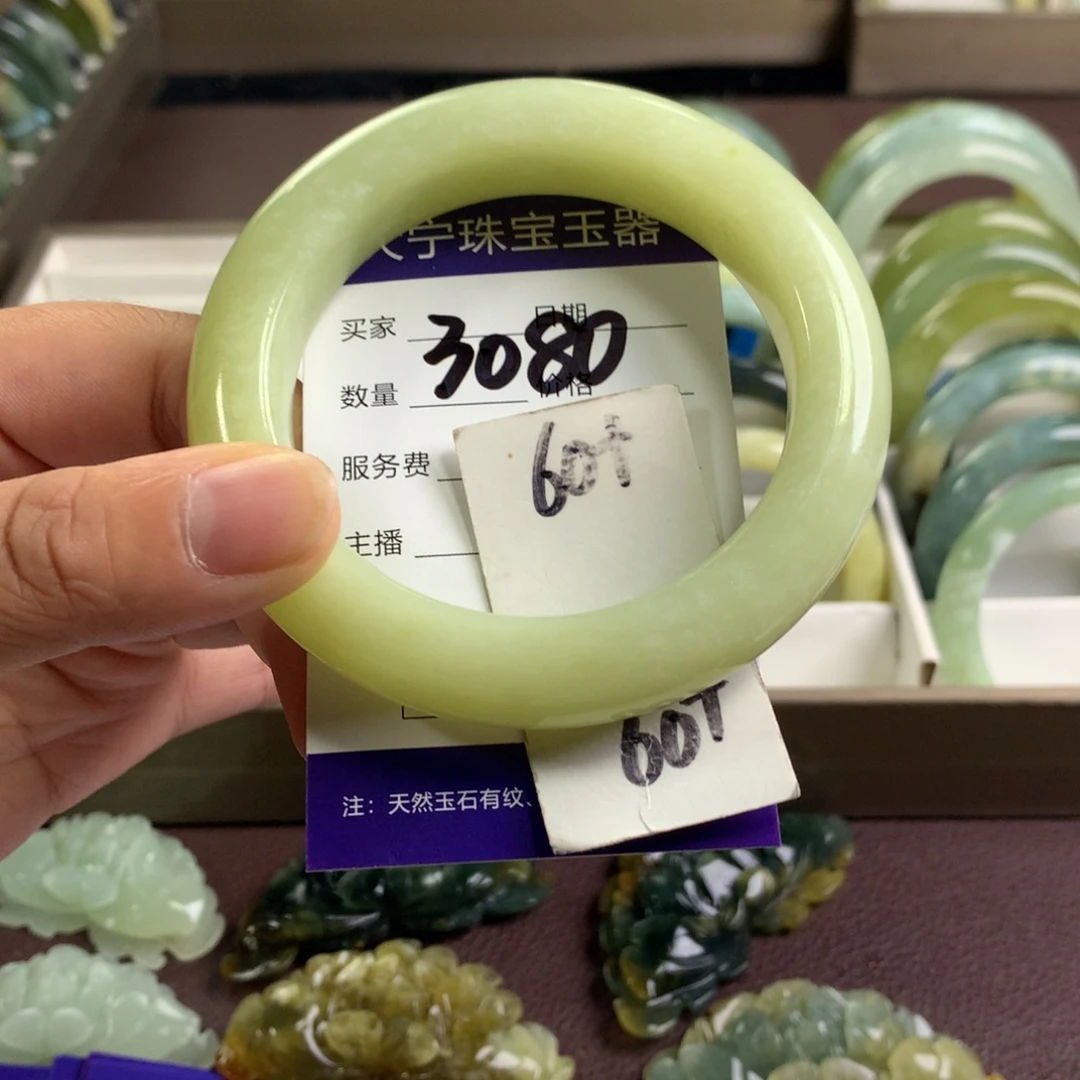 宁珠宝玉器
买家 日期
3080
数量 价格
60+
服务费
主播
60T
注：天然玉石有纹、